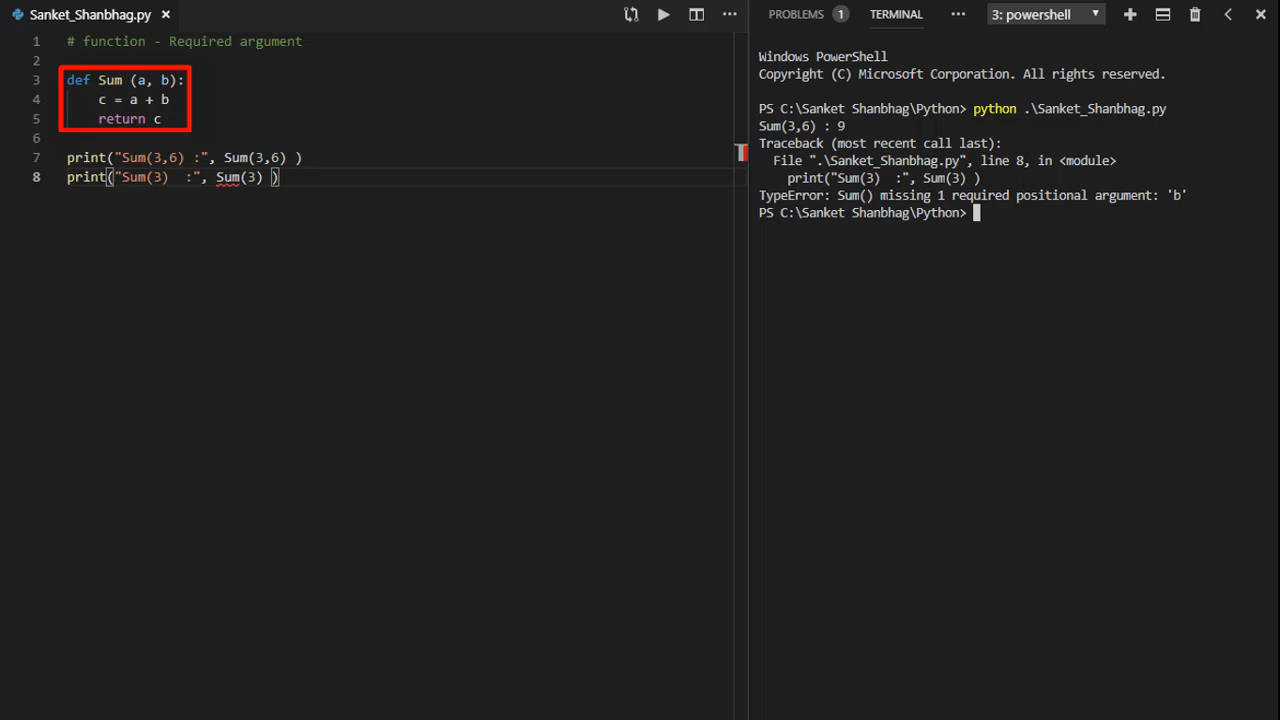 Sanket_Shanbhag.py
1 # function - Required argument
2
3 def Sum (a, b):
4 c = a + b
5 return c
6
7 print("Sum(3,6) :", Sum(3,6) )
8 print("Sum(3)  :", Sum(3) )
PROBLEMS 1 TERMINAL 3: powershell
Windows PowerShell
Copyright (C) Microsoft Corporation. All rights reserved.
PS C:\Sanket Shanbhag\Python> python .\Sanket_Shanbhag.py
Sum(3,6) : 9
Traceback (most recent call last):
File ".\Sanket_Shanbhag.py", line 8, in <module>
print("Sum(3)  :", Sum(3) )
TypeError: Sum() missing 1 required positional argument: 'b'
PS C:\Sanket Shanbhag\Python>